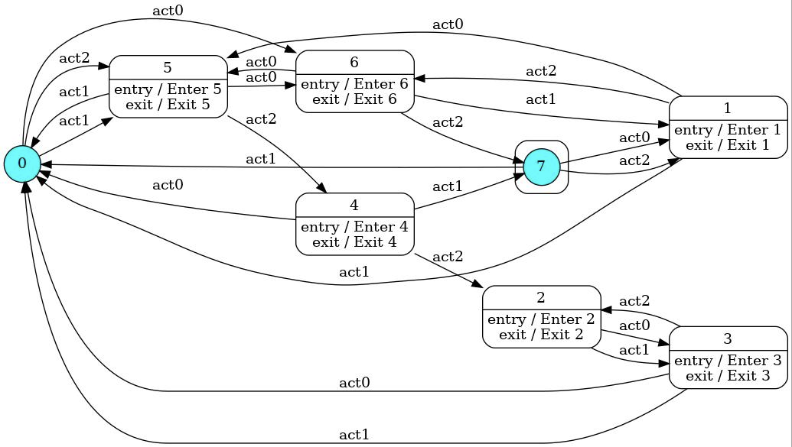 act0
act0
act2
5
6
act0
act2
entry / Enter 5
exit / Exit 5
entry / Enter 6
exit / Exit 6
act0
act1
act1
1
act1
act2
act2
entry / Enter 1
exit / Exit 1
act0
0
7
act1
act2
act0
act1
4
entry / Enter 4
exit / Exit 4
act2
act1
2
act2
entry / Enter 2
exit / Exit 2
act0
3
act1
entry / Enter 3
exit / Exit 3
act0
act1